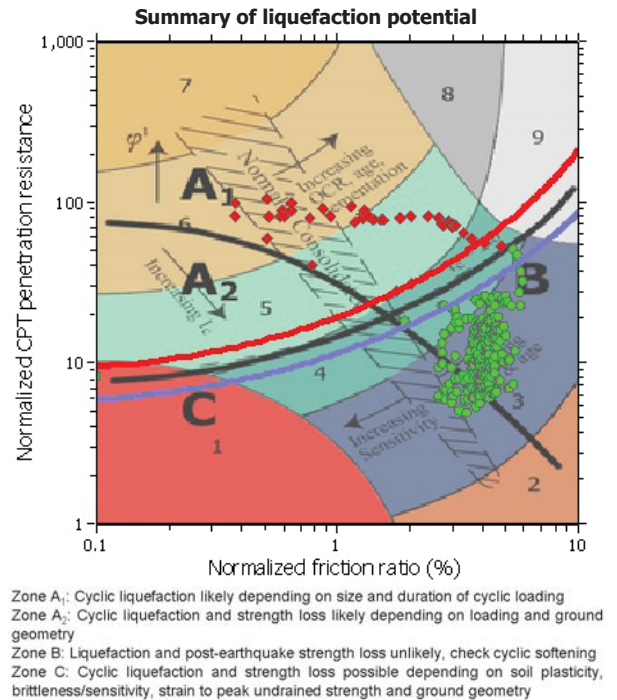 Summary of liquefaction potential
Normalized CPT penetration resistance
1,000
100
10
1
7
8
9
φ'
Increasing
OCR, age,
cementation
A1
6
A2
Increasing Ic
5
B
4
3
& age
C
1
Increasing
Sensitivity
2
0.1
1
10
Normalized friction ratio (%)
Zone A1: Cyclic liquefaction likely depending on size and duration of cyclic loading
Zone A2: Cyclic liquefaction and strength loss likely depending on loading and ground
geometry
Zone B: Liquefaction and post-earthquake strength loss unlikely, check cyclic softening
Zone C: Cyclic liquefaction and strength loss possible depending on soil plasticity,
brittleness/sensitivity, strain to peak undrained strength and ground geometry